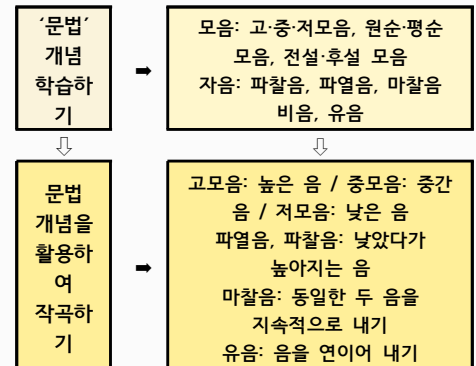 ‘문법’
개념
학습하
기
➡
모음: 고·중·저모음, 원순·평순
모음, 전설·후설 모음
자음: 파찰음, 파열음, 마찰음
비음, 유음
문법
개념을
활용하
여
작곡하
기
➡
고모음: 높은 음 / 중모음: 중간
음 / 저모음: 낮은 음
파열음, 파찰음: 낮았다가
높아지는 음
마찰음: 동일한 두 음을
지속적으로 내기
유음: 음을 연이어 내기